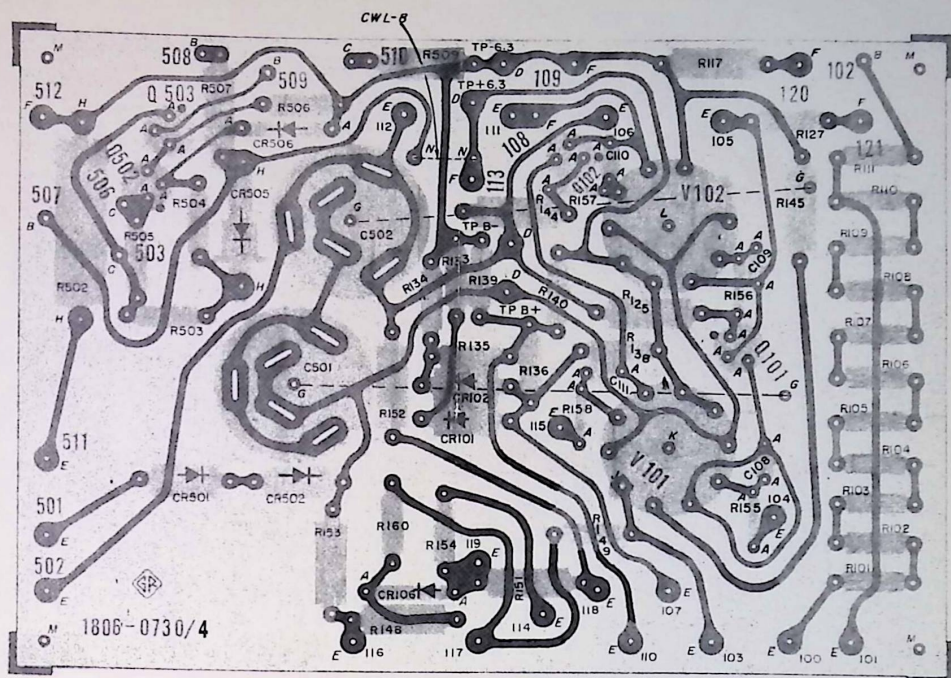 CWL-B
M
508
B
R507
B
509
C
510
R509
TP-6.3
D
109
F
R117
F
120
102
B
M
512
F
H
Q503
A
R506
CR506
A
E
112
TP+6.3
D
E
111
F
E
106
E
105
R127
F
121
Q502
A
A
A
N
N
108
A
A
C110
A
R111
507
506
A
R504
CR505
H
F
113
Q102
R157
A
V102
G
R145
R110
B
C
R505
503
G
C502
TP B-
R144
L
R109
C
R133
D
C109
A
A
R502
H
R134
R139
R140
R125
R156
A
R108
H
R503
TP B+
A
R107
R135
R136
R138
A
Q101
C501
G
R106
A
C111
A
G
R152
CR102
A
R158
R105
CR101
115
E
A
K
A
511
E
V101
C108
R104
CR501
CR502
A
R155
A
104
R103
501
E
R153
R160
R154
119
E
R149
A
E
R102
502
E
GR
A
CR106
A
R151
118
E
107
E
R101
1806-0730/4
R148
114
E
M
E
116
117
E
110
E
103
E
100
E
101
M